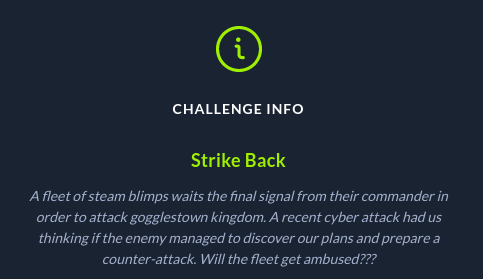 CHALLENGE INFO
Strike Back
A fleet of steam blimps waits the final signal from their commander in
order to attack gogglestown kingdom. A recent cyber attack had us
thinking if the enemy managed to discover our plans and prepare a
counter-attack. Will the fleet get ambused???